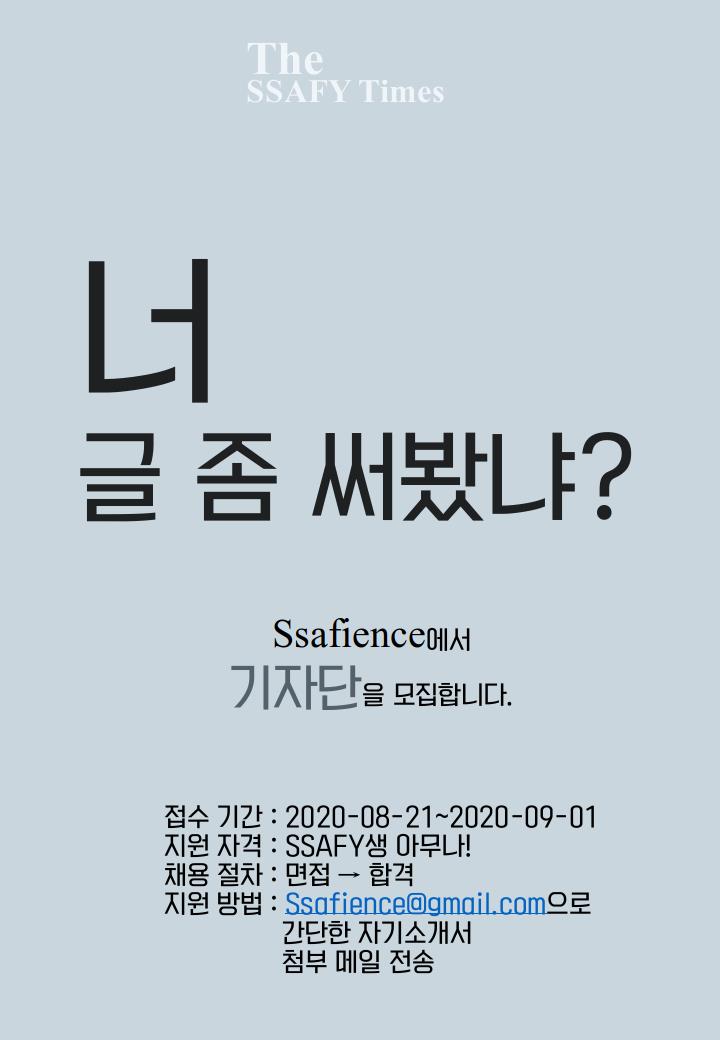 The
SSAFY Times
너
글 좀 써봤냐?
Ssafience에서
기자단을 모집합니다.
접수 기간 : 2020-08-21~2020-09-01
지원 자격 : SSAFY생 아무나!
채용 절차 : 면접 → 합격
지원 방법 : Ssafience@gmail.com으로
간단한 자기소개서
첨부 메일 전송